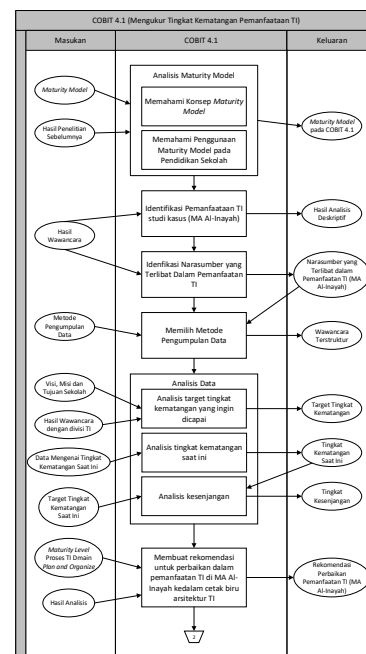 COBIT 4.1 (Mengukur Tingkat Kematangan Pemanfaataan TI)
Masukan
COBIT 4.1
Keluaran
Analisis Maturity Model
Maturity Model
Memahami Konsep Maturity
Model
Hasil Penelitian
Sebelumnya
Memahami Penggunaan
Maturity Model pada
Pendidikan Sekolah
Maturity Model
pada COBIT 4.1
Hasil
Wawancara
Identifikasi Pemanfaataan TI
studi kasus (MA Al-Inayah)
Hasil Analisis
Deskriptif
Idenfikasi Narasumber yang
Terlibat Dalam Pemanfaatan
TI
Narasumber yang
Terlibat dalam
Pemanfaatan TI (MA
Al-Inayah)
Metode
Pengumpulan
Data
Memilih Metode
Pengumpulan Data
Wawancara
Terstruktur
Analisis Data
Visi, Misi dan
Tujuan Sekolah
Hasil Wawancara
dengan divisi TI
Analisis target tingkat
kematangan yang ingin
dicapai
Target Tingkat
Kematangan
Data Mengenai Tingkat
Kematangan Saat Ini
Analisis tingkat kematangan
saat ini
Tingkat
Kematangan
Saat Ini
Target Tingkat
Kematangan
Saat Ini
Analisis kesenjangan
Tingkat
Kesenjangan
Maturity Level
Proses TI Dmain
Plan and Organize
Hasil Analisis
Membuat rekomendasi
untuk perbaikan dalam
pemanfaatan TI di MA Al-
Inayah kedalam cetak biru
arsitektur TI
Rekomendasi
Perbaikan
Pemanfaatan TI (MA
Al-Inayah)
2